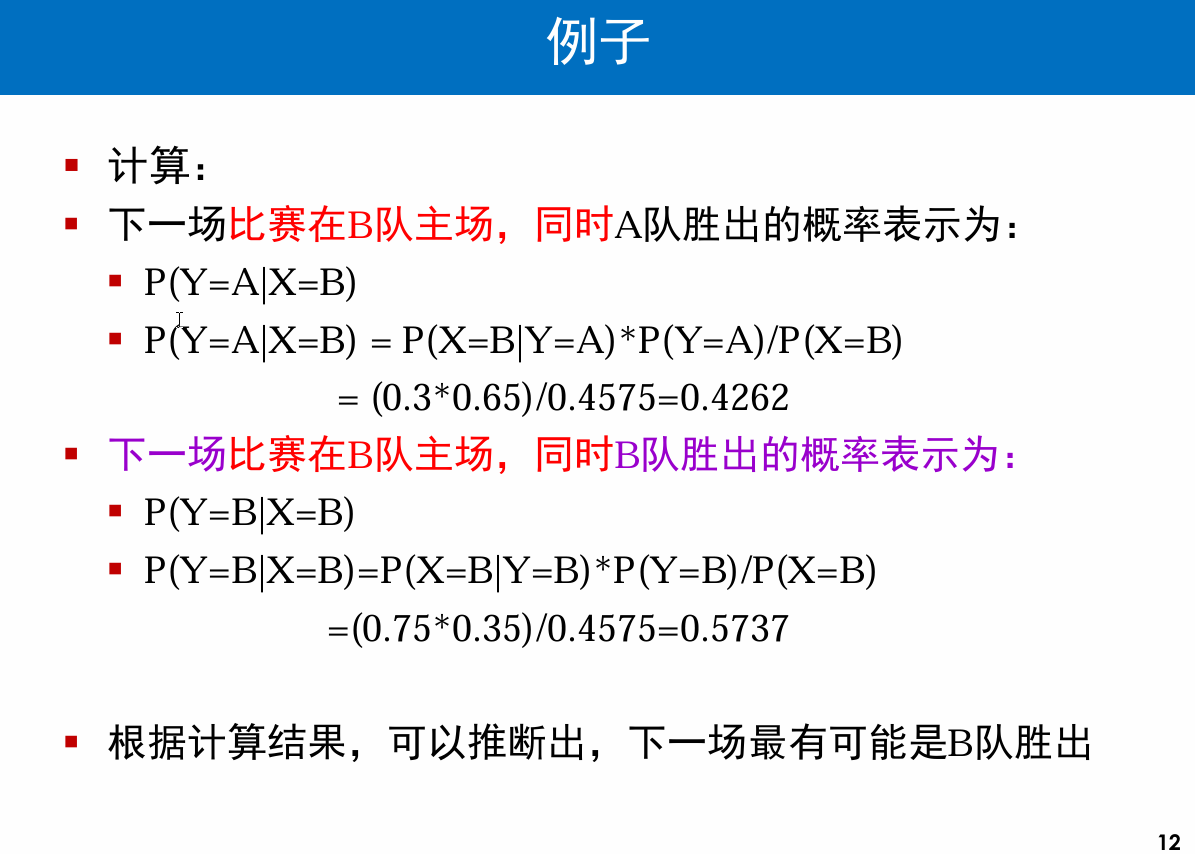 例子
计算：
下一场比赛在B队主场，同时A队胜出的概率表示为：
P(Y=A|X=B)
P(Y=A|X=B) = P(X=B|Y=A)*P(Y=A)/P(X=B)
= (0.3*0.65)/0.4575=0.4262
下一场比赛在B队主场，同时B队胜出的概率表示为：
P(Y=B|X=B)
P(Y=B|X=B)=P(X=B|Y=B)*P(Y=B)/P(X=B)
=(0.75*0.35)/0.4575=0.5737
根据计算结果，可以推断出，下一场最有可能是B队胜出
12